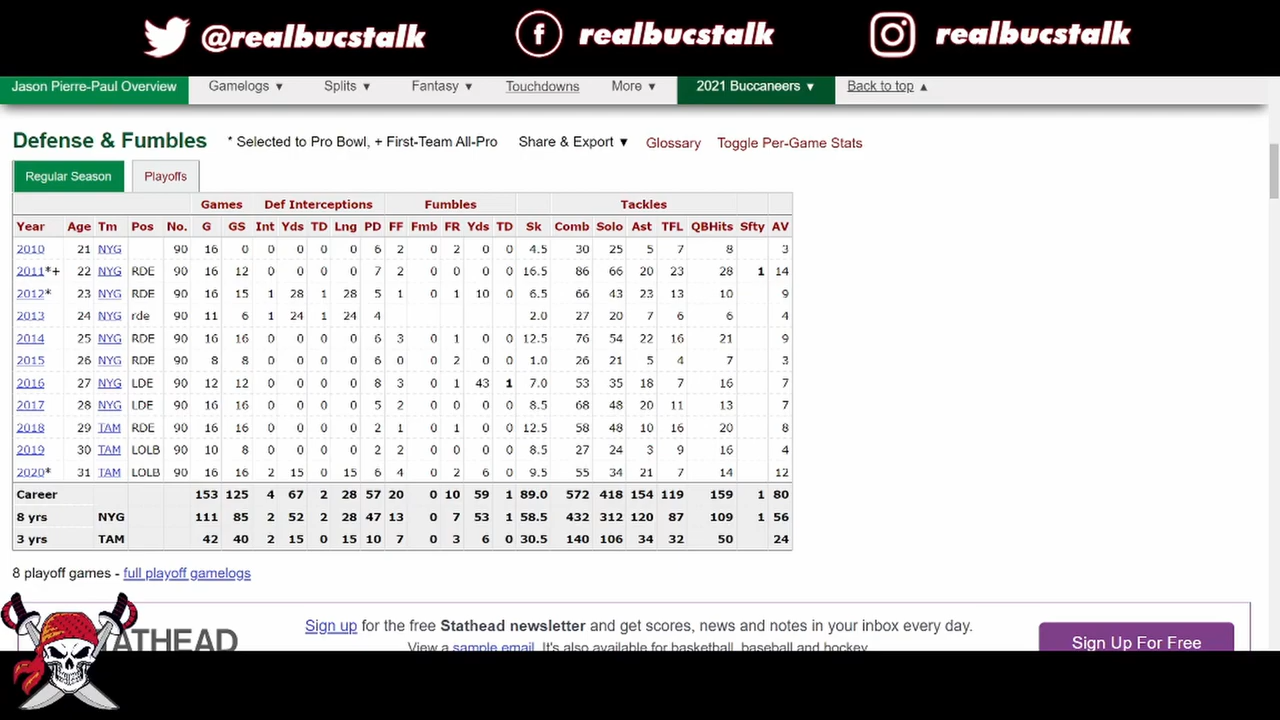 @realbucstalk realbucstalk realbucstalk
Jason Pierre-Paul Overview Gamelogs ▼ Splits ▼ Fantasy ▼ Touchdowns More ▼ 2021 Buccaneers ▼ Back to top ▲
Defense & Fumbles * Selected to Pro Bowl, + First-Team All-Pro Share & Export ▼ Glossary Toggle Per-Game Stats
Regular Season Playoffs
Games Def Interceptions Fumbles Tackles
Year Age Tm Pos No. G GS Int Yds TD Lng PD FF Fmb FR Yds TD Sk Comb Solo Ast TFL QBHits Sfty AV
2010 21 NYG 90 16 0 0 0 0 0 6 2 0 2 0 0 4.5 30 25 5 7 8 3
2011*+ 22 NYG RDE 90 16 12 0 0 0 0 7 2 0 0 0 0 16.5 86 66 20 23 28 1 14
2012* 23 NYG RDE 90 16 15 1 28 1 28 5 1 0 1 10 0 6.5 66 43 23 13 10 9
2013 24 NYG rde 90 11 6 1 24 1 24 4 2.0 27 20 7 6 6 4
2014 25 NYG RDE 90 16 16 0 0 0 0 6 3 0 1 0 0 12.5 76 54 22 16 21 9
2015 26 NYG RDE 90 8 8 0 0 0 0 6 0 0 2 0 0 1.0 26 21 5 4 7 3
2016 27 NYG LDE 90 12 12 0 0 0 0 8 3 0 1 43 1 7.0 53 35 18 7 16 7
2017 28 NYG LDE 90 16 16 0 0 0 0 5 2 0 0 0 0 8.5 68 48 20 11 13 7
2018 29 TAM RDE 90 16 16 0 0 0 0 2 1 0 1 0 0 12.5 58 48 10 16 20 8
2019 30 TAM LOLB 90 10 8 0 0 0 0 2 2 0 0 0 0 8.5 27 24 3 9 16 4
2020* 31 TAM LOLB 90 16 16 2 15 0 15 6 4 0 2 6 0 9.5 55 34 21 7 14 12
Career 153 125 4 67 2 28 57 20 0 10 59 1 89.0 572 418 154 119 159 1 80
8 yrs NYG 111 85 2 52 2 28 47 13 0 7 53 1 58.5 432 312 120 87 109 1 56
3 yrs TAM 42 40 2 15 0 15 10 7 0 3 6 0 30.5 140 106 34 32 50 24
8 playoff games - full playoff gamelogs
ATHEAD
Sign up for the free Stathead newsletter and get scores, news and notes in your inbox every day.
View a sample email. It's also available for basketball, baseball and hockey.
Sign Up For Free